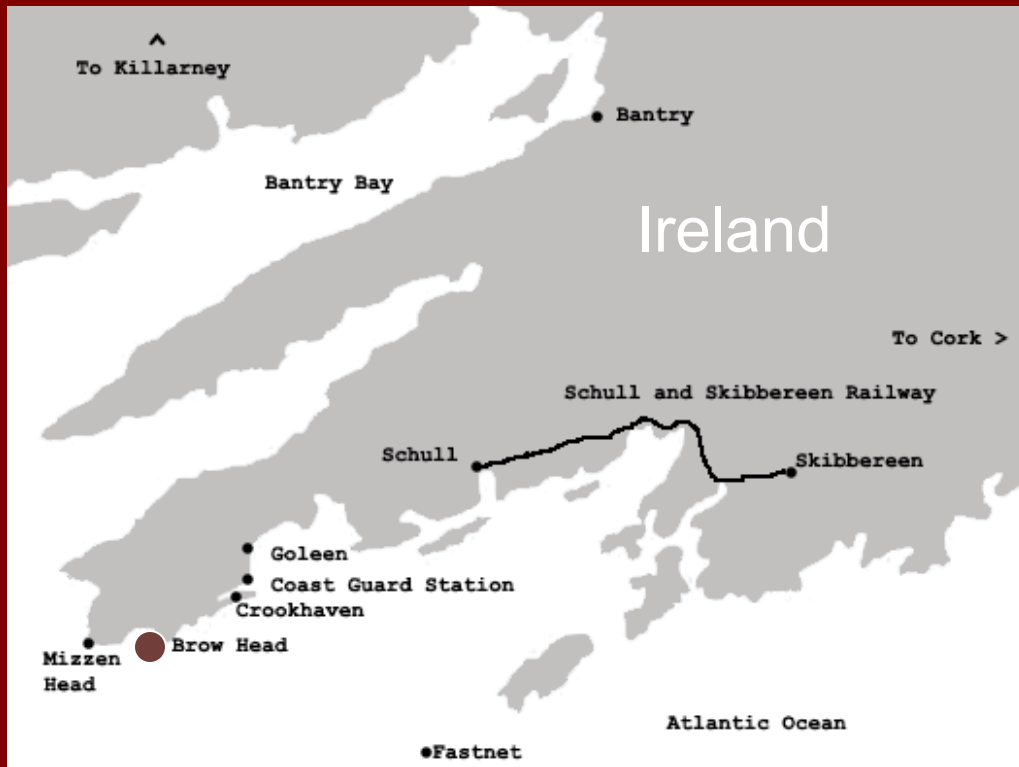 ^
To Killarney
Bantry
Bantry Bay
Ireland
To Cork >
Schull and Skibbereen Railway
Schull
Skibbereen
Goleen
Coast Guard Station
Crookhaven
Brow Head
Mizzen
Head
Atlantic Ocean
Fastnet